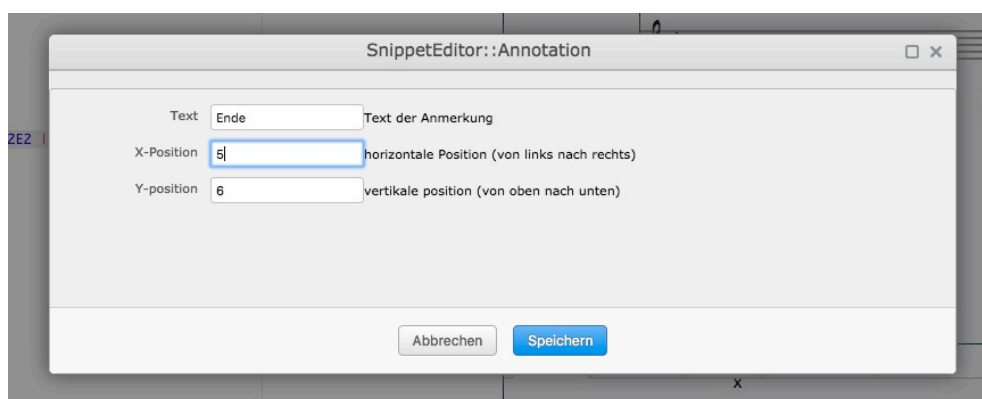 SnippetEditor::Annotation
Text Ende Text der Anmerkung
2E2 |
X-Position 5 horizontale Position (von links nach rechts)
Y-position 6 vertikale position (von oben nach unten)
Abbrechen Speichern
x